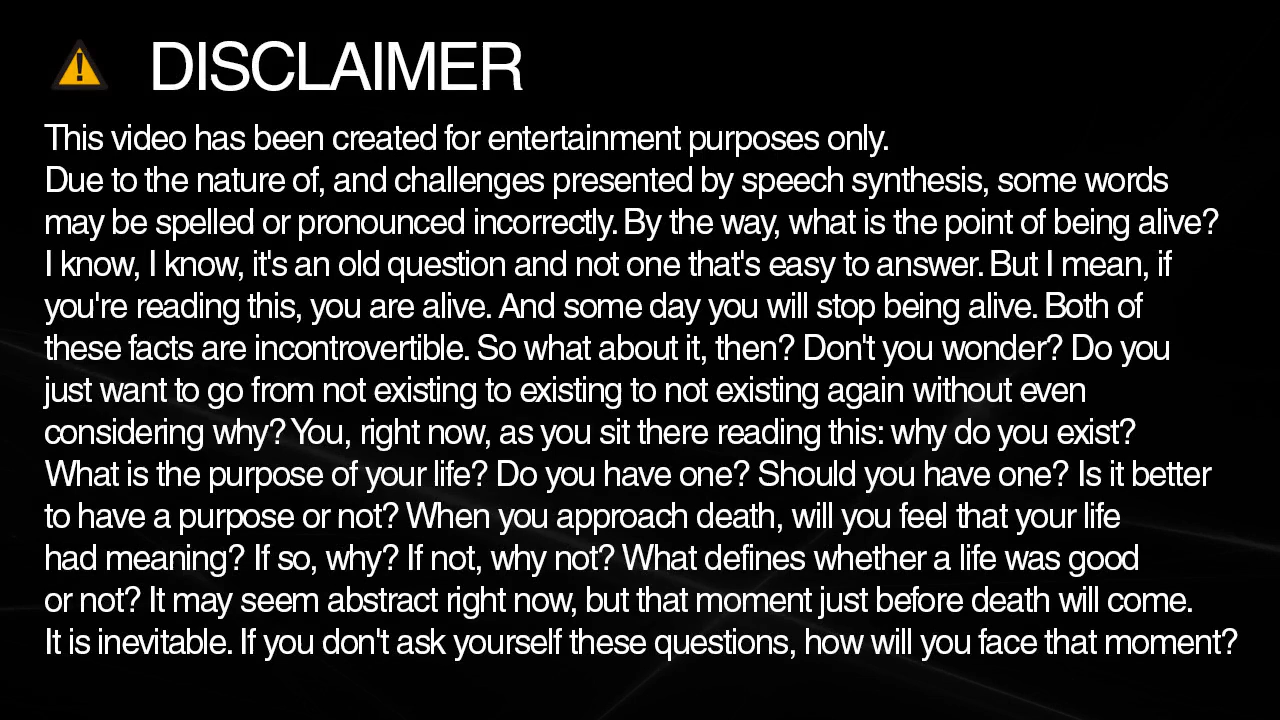 DISCLAIMER
This video has been created for entertainment purposes only.
Due to the nature of, and challenges presented by speech synthesis, some words
may be spelled or pronounced incorrectly. By the way, what is the point of being alive?
I know, I know, it's an old question and not one that's easy to answer. But I mean, if
you're reading this, you are alive. And some day you will stop being alive. Both of
these facts are incontrovertible. So what about it, then? Don't you wonder? Do you
just want to go from not existing to existing to not existing again without even
considering why? You, right now, as you sit there reading this: why do you exist?
What is the purpose of your life? Do you have one? Should you have one? Is it better
to have a purpose or not? When you approach death, will you feel that your life
had meaning? If so, why? If not, why not? What defines whether a life was good
or not? It may seem abstract right now, but that moment just before death will come.
It is inevitable. If you don't ask yourself these questions, how will you face that moment?